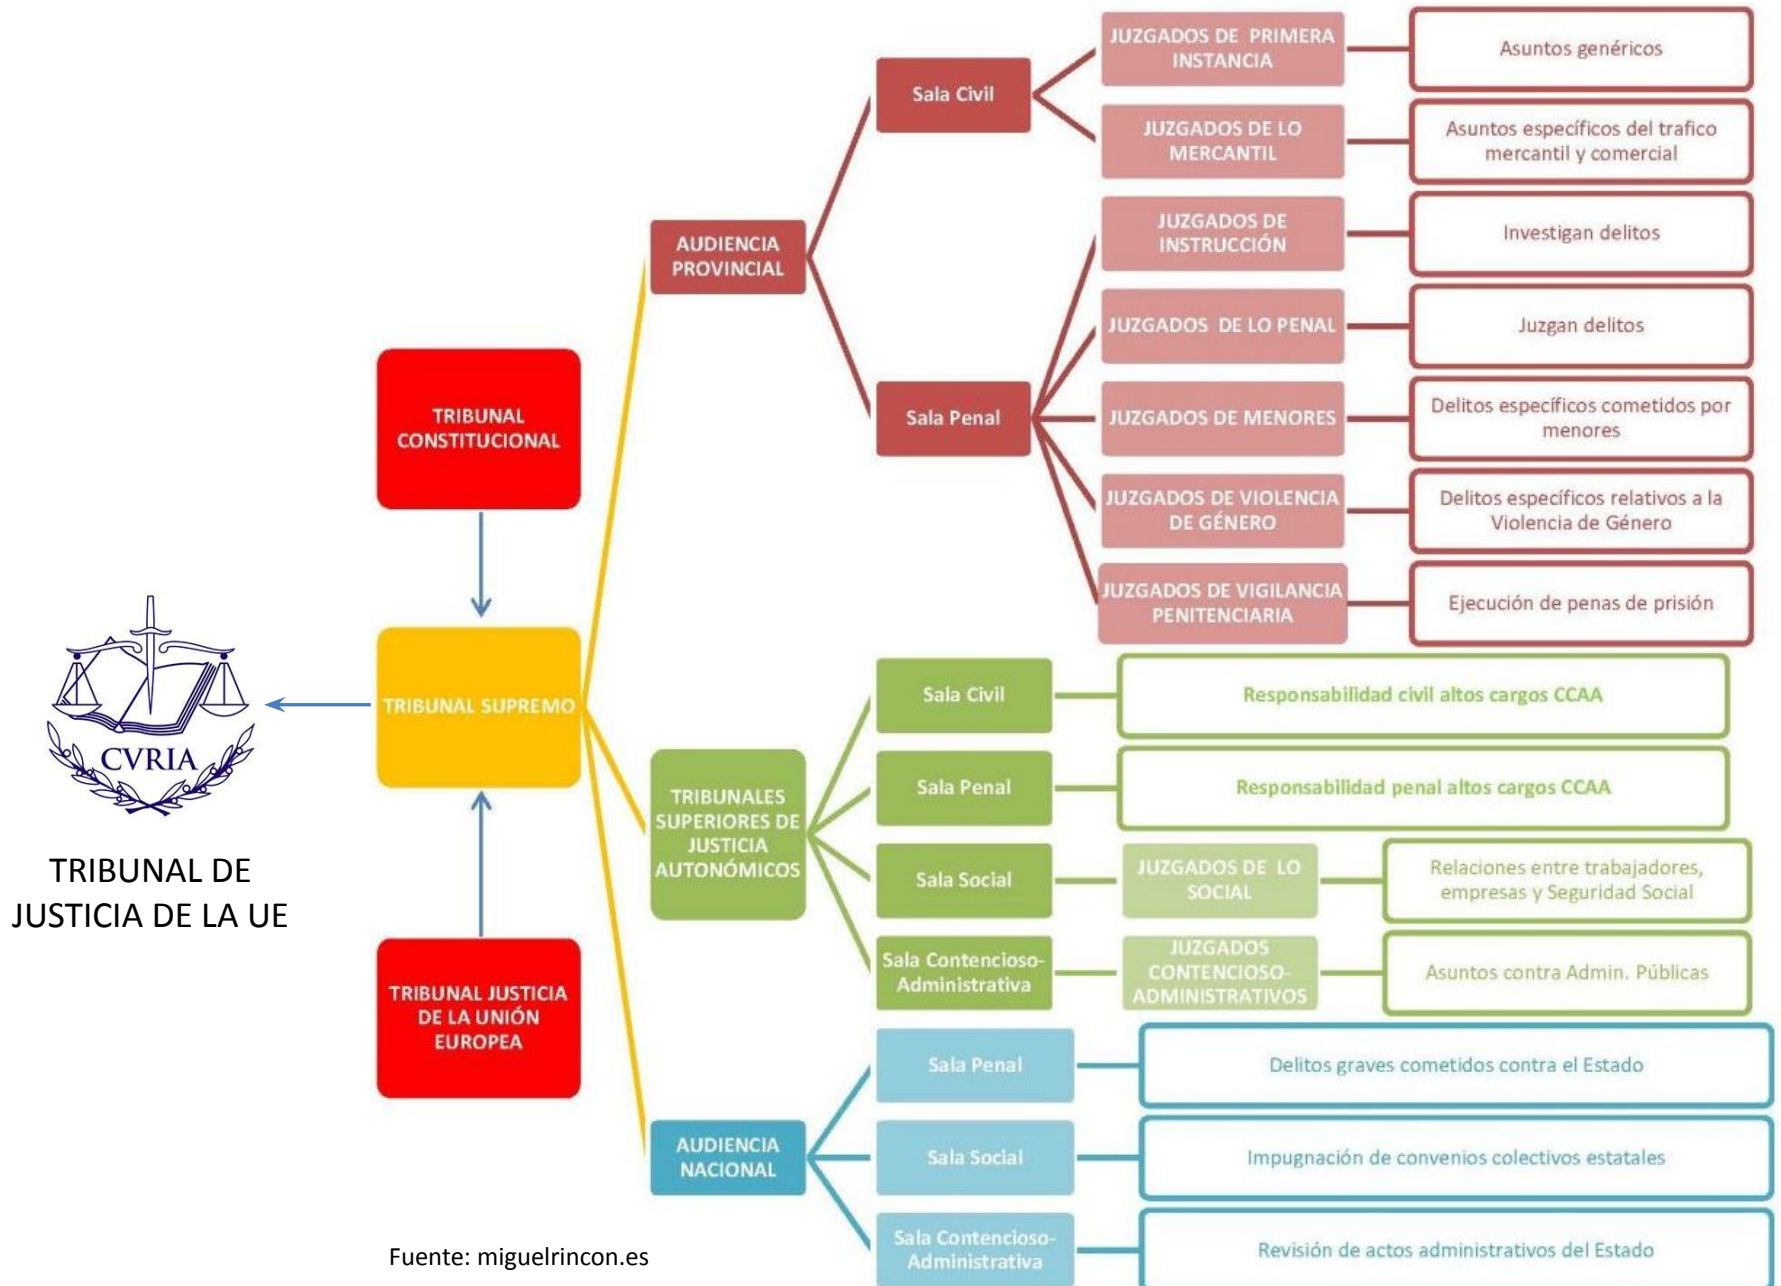 JUZGADOS DE PRIMERA
INSTANCIA
Asuntos genéricos
Sala Civil
JUZGADOS DE LO
MERCANTIL
Asuntos específicos del trafico
mercantil y comercial
AUDIENCIA
PROVINCIAL
JUZGADOS DE
INSTRUCCIÓN
Investigan delitos
JUZGADOS DE LO PENAL
Juzgan delitos
Sala Penal
JUZGADOS DE MENORES
Delitos específicos cometidos por
menores
JUZGADOS DE VIOLENCIA
DE GÉNERO
Delitos específicos relativos a la
Violencia de Género
JUZGADOS DE VIGILANCIA
PENITENCIARIA
Ejecución de penas de prisión
TRIBUNAL
CONSTITUCIONAL
TRIBUNAL SUPREMO
CVRIA
TRIBUNAL DE
JUSTICIA DE LA UE
TRIBUNAL JUSTICIA
DE LA UNIÓN
EUROPEA
TRIBUNALES
SUPERIORES DE
JUSTICIA
AUTONÓMICOS
Sala Civil
Responsabilidad civil altos cargos CCAA
Sala Penal
Responsabilidad penal altos cargos CCAA
Sala Social
JUZGADOS DE LO
SOCIAL
Relaciones entre trabajadores,
empresas y Seguridad Social
Sala Contencioso-
Administrativa
JUZGADOS
CONTENCIOSO-
ADMINISTRATIVOS
Asuntos contra Admin. Públicas
AUDIENCIA
NACIONAL
Sala Penal
Delitos graves cometidos contra el Estado
Sala Social
Impugnación de convenios colectivos estatales
Sala Contencioso-
Administrativa
Revisión de actos administrativos del Estado
Fuente: miguelrincon.es